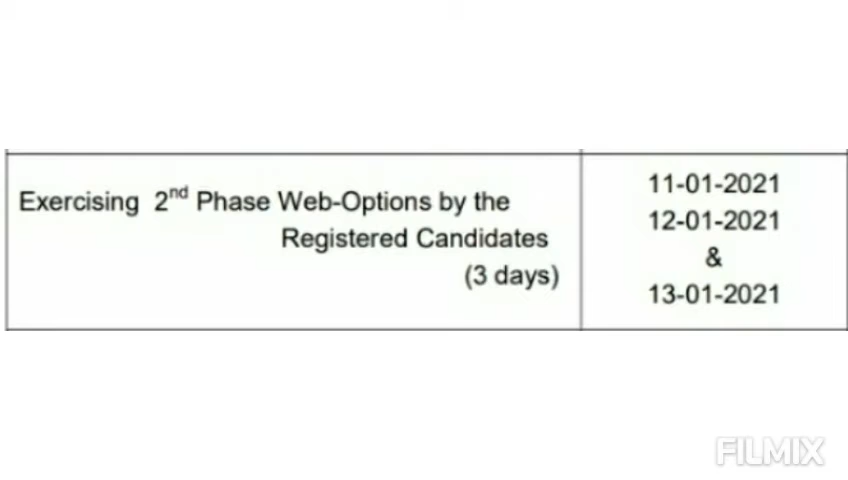 Exercising 2nd Phase Web-Options by the
Registered Candidates
(3 days)
11-01-2021
12-01-2021
&
13-01-2021
FILMIX